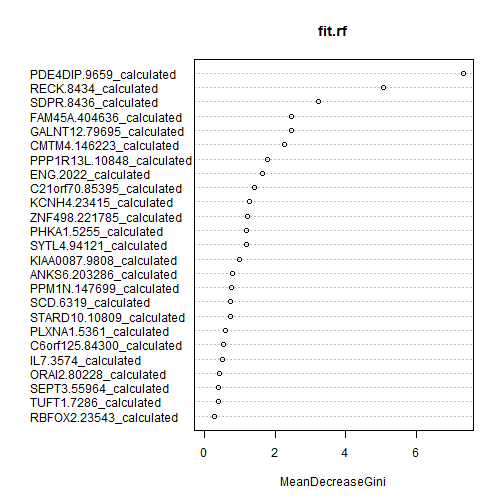 fit.rf
PDE4DIP.9659_calculated
RECK.8434_calculated
SDPR.8436_calculated
FAM45A.404636_calculated
GALNT12.79695_calculated
CMTM4.146223_calculated
PPP1R13L.10848_calculated
ENG.2022_calculated
C21orf70.85395_calculated
KCNH4.23415_calculated
ZNF498.221785_calculated
PHKA1.5255_calculated
SYTL4.94121_calculated
KIAA0087.9808_calculated
ANKS6.203286_calculated
PPM1N.147699_calculated
SCD.6319_calculated
STARD10.10809_calculated
PLXNA1.5361_calculated
C6orf125.84300_calculated
IL7.3574_calculated
ORAI2.80228_calculated
SEPT3.55964_calculated
TUFT1.7286_calculated
RBFOX2.23543_calculated
0 2 4 6
MeanDecreaseGini